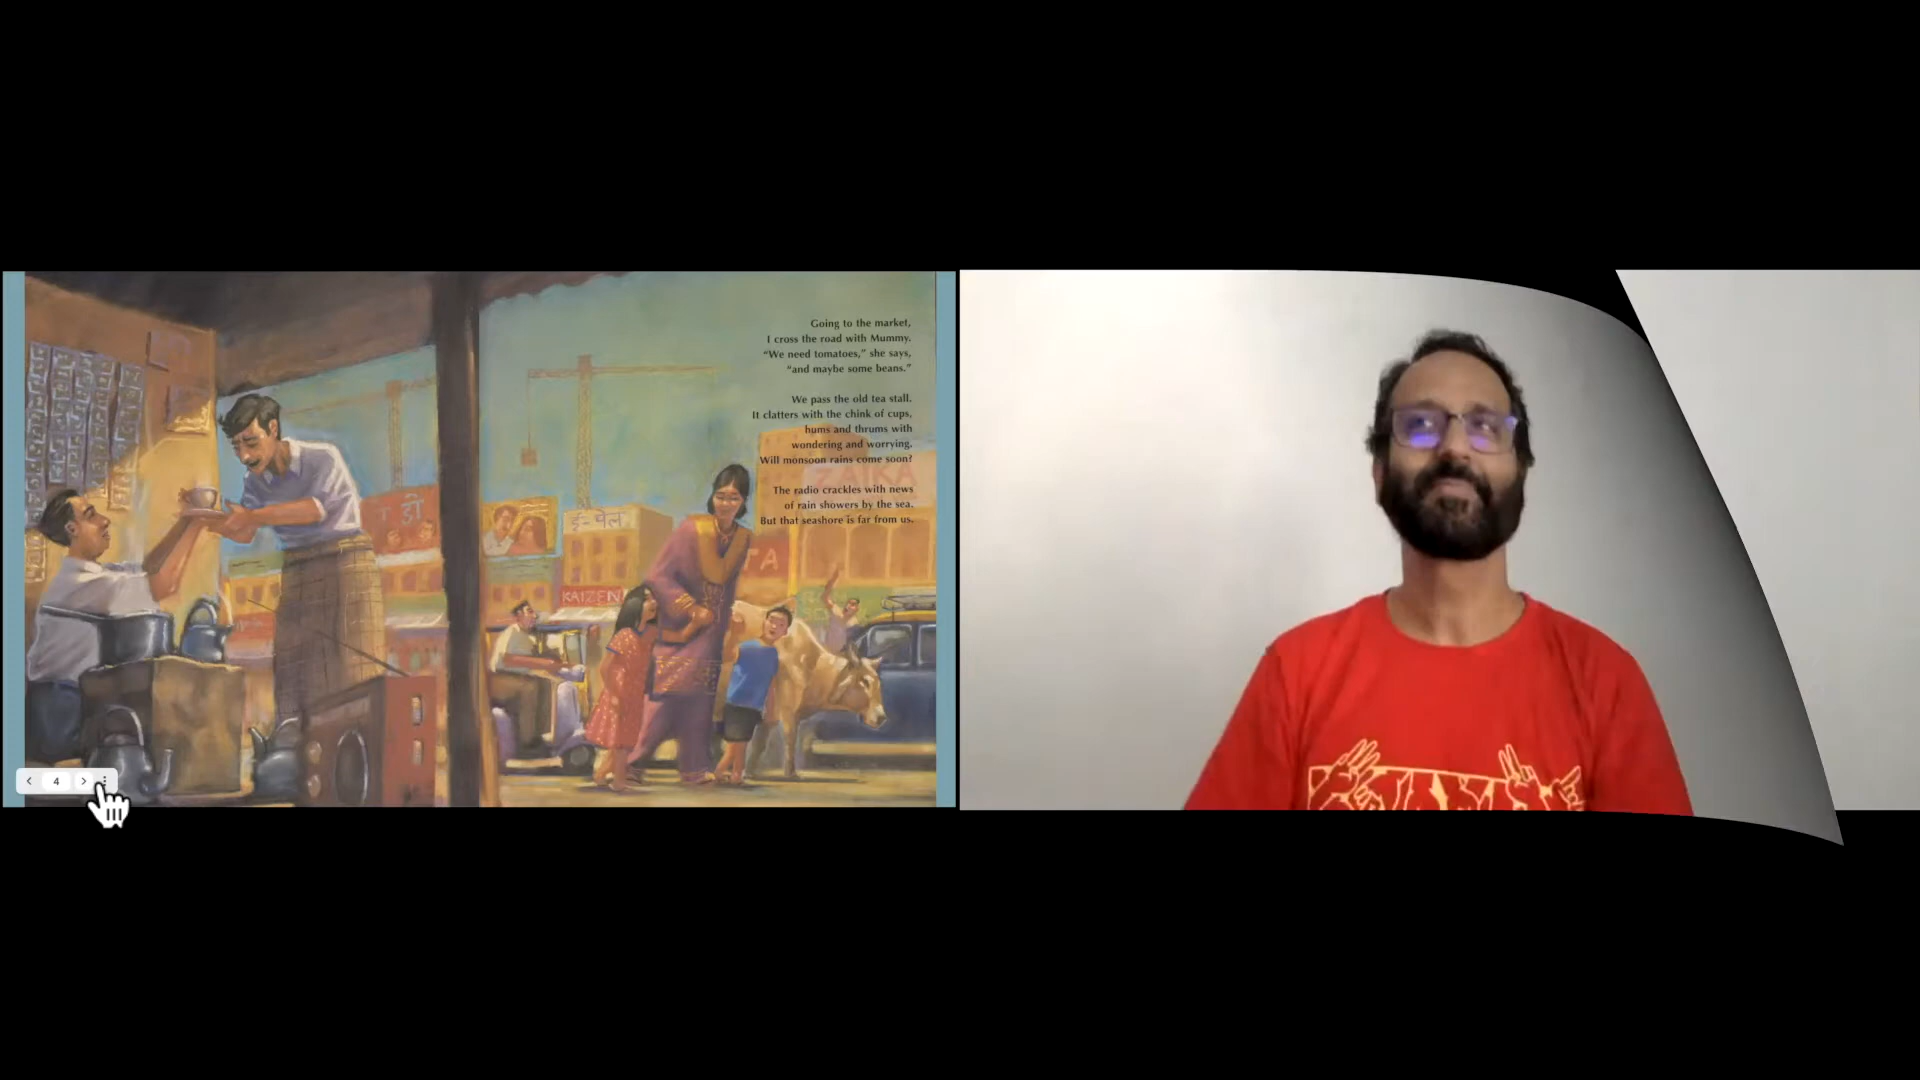 Going to the market,
I cross the road with Mummy.
“We need tomatoes,” she says,
“and maybe some beans.”
We pass the old tea stall.
It clatters with the chink of cups,
hums and thrums with
wondering and worrying.
Will monsoon rains come soon?
The radio crackles with news
of rain showers by the sea.
But that seashore is far from us.
T डो
ई-पेल
KAIZEN
TA
4